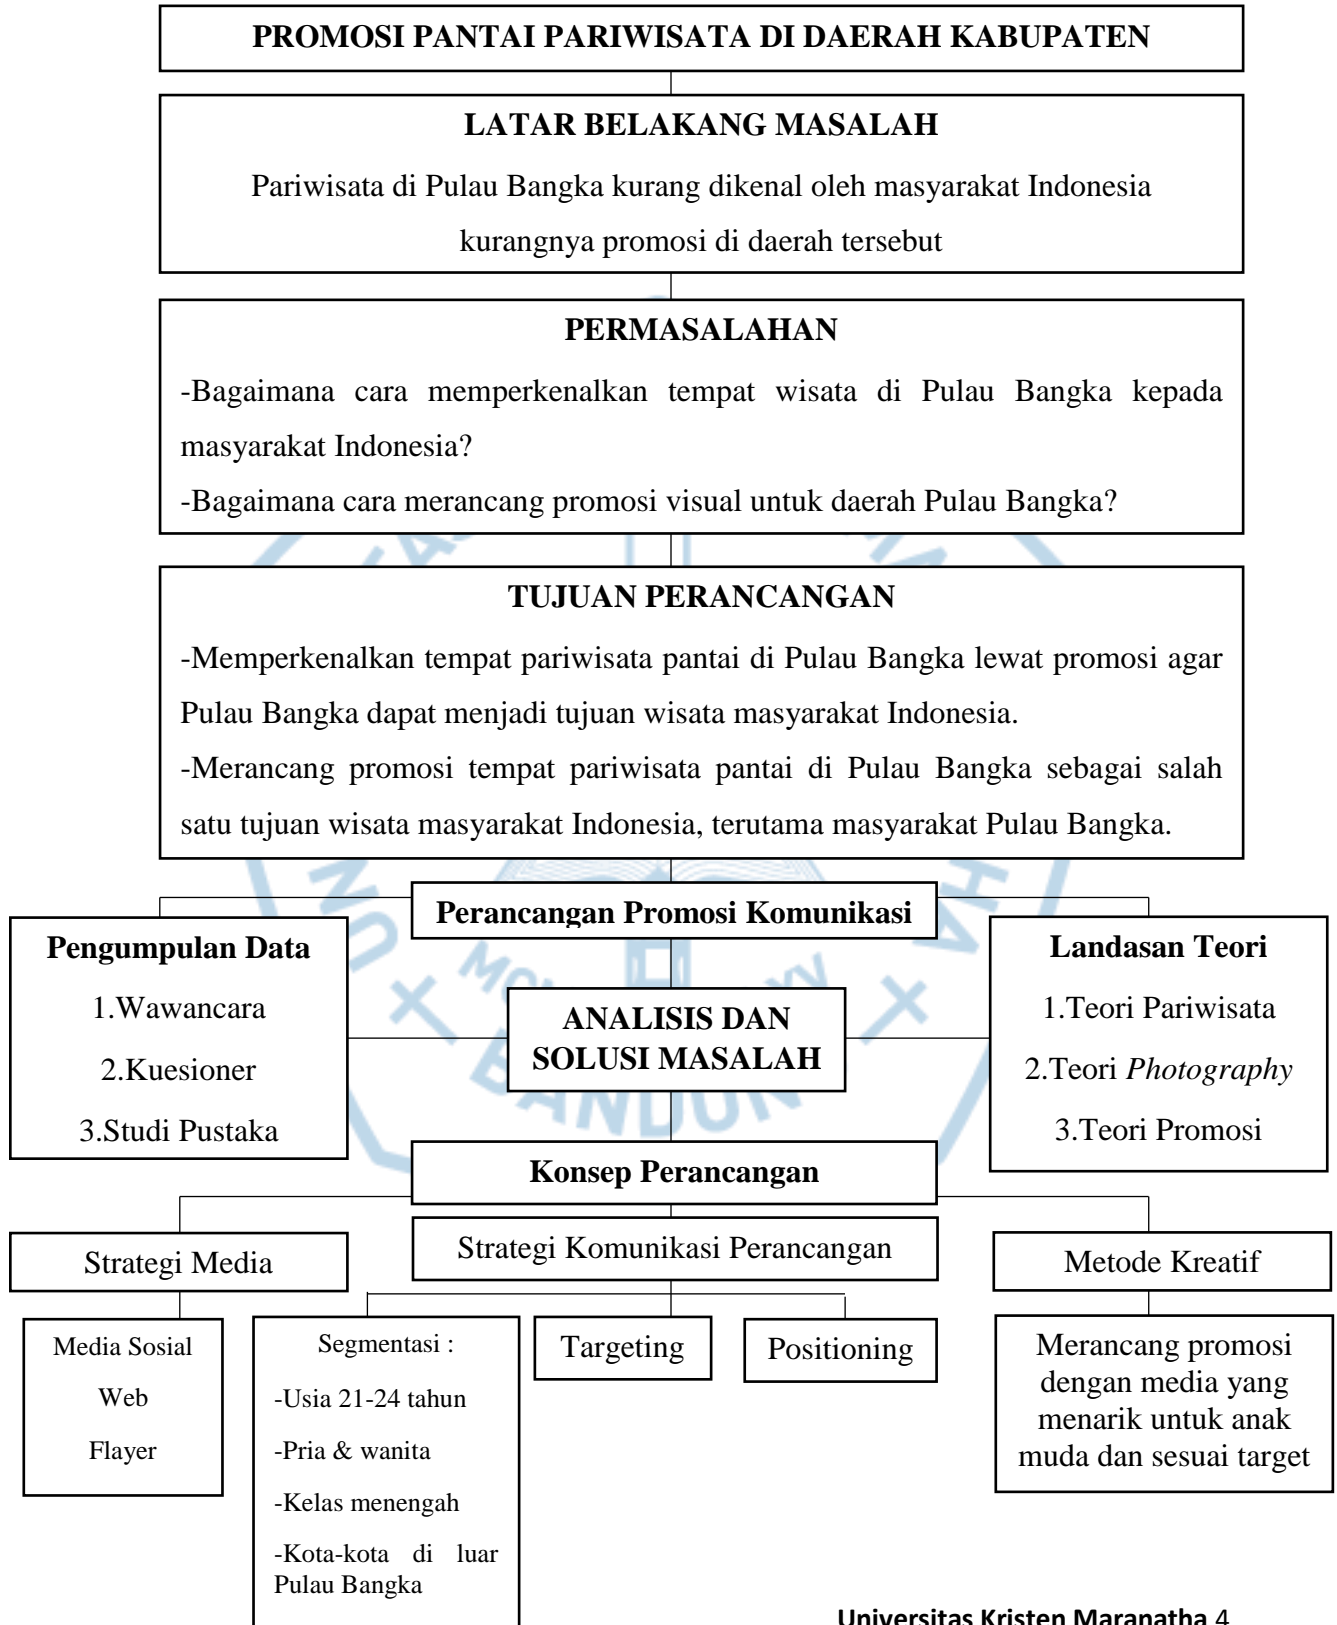 PROMOSI PANTAI PARIWISATA DI DAERAH KABUPATEN
LATAR BELAKANG MASALAH
Pariwisata di Pulau Bangka kurang dikenal oleh masyarakat Indonesia
kurangnya promosi di daerah tersebut
PERMASALAHAN
-Bagaimana cara memperkenalkan tempat wisata di Pulau Bangka kepada
masyarakat Indonesia?
-Bagaimana cara merancang promosi visual untuk daerah Pulau Bangka?
TUJUAN PERANCANGAN
-Memperkenalkan tempat pariwisata pantai di Pulau Bangka lewat promosi agar
Pulau Bangka dapat menjadi tujuan wisata masyarakat Indonesia.
-Merancang promosi tempat pariwisata pantai di Pulau Bangka sebagai salah
satu tujuan wisata masyarakat Indonesia, terutama masyarakat Pulau Bangka.
Perancangan Promosi Komunikasi
Pengumpulan Data
1.Wawancara
2.Kuesioner
3.Studi Pustaka
ANALISIS DAN
SOLUSI MASALAH
Landasan Teori
1.Teori Pariwisata
2.Teori Photography
3.Teori Promosi
Konsep Perancangan
Strategi Media
Strategi Komunikasi Perancangan
Metode Kreatif
Media Sosial
Web
Flayer
Segmentasi :
-Usia 21-24 tahun
-Pria & wanita
-Kelas menengah
-Kota-kota di luar
Pulau Bangka
Targeting
Positioning
Merancang promosi
dengan media yang
menarik untuk anak
muda dan sesuai target
Universitas Kristen Maranatha 4
BANDUN